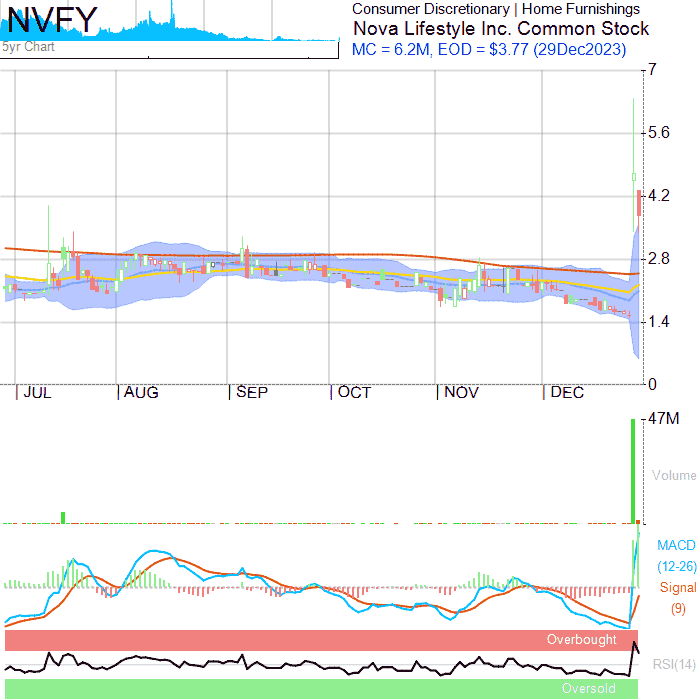 NVFY
Consumer Discretionary | Home Furnishings
Nova Lifestyle Inc. Common Stock
5yr Chart
MC = 6.2M, EOD = $3.77 (29Dec2023)
7
5.6
4.2
2.8
1.4
0
JUL AUG SEP OCT NOV DEC
47M
Volume
MACD
(12-26)
Signal
(9)
Overbought
RSI(14)
Oversold